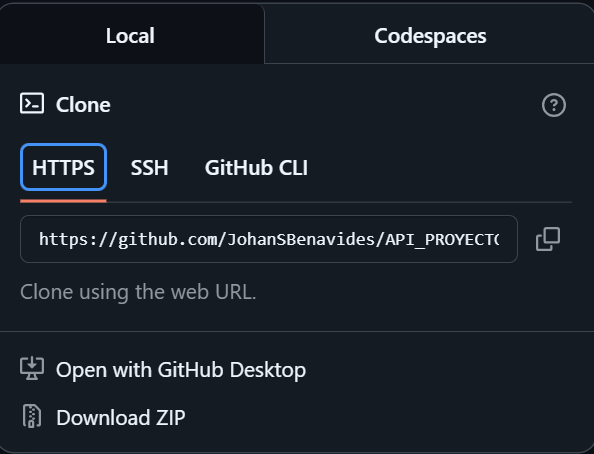 Local
Codespaces
Clone
HTTPS
SSH
GitHub CLI
https://github.com/JohanSBenavides/API_PROYECTO
Clone using the web URL.
Open with GitHub Desktop
Download ZIP